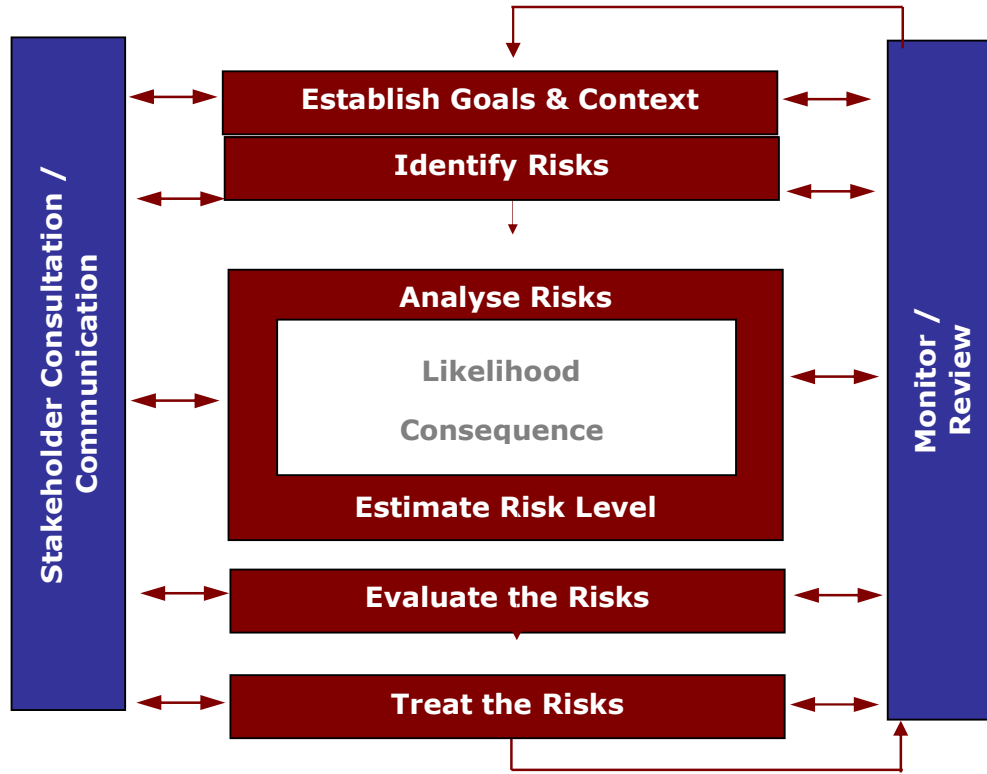 Stakeholder Consultation /
Communication
Establish Goals & Context
Identify Risks
Analyse Risks
Likelihood
Consequence
Estimate Risk Level
Evaluate the Risks
Treat the Risks
Monitor /
Review